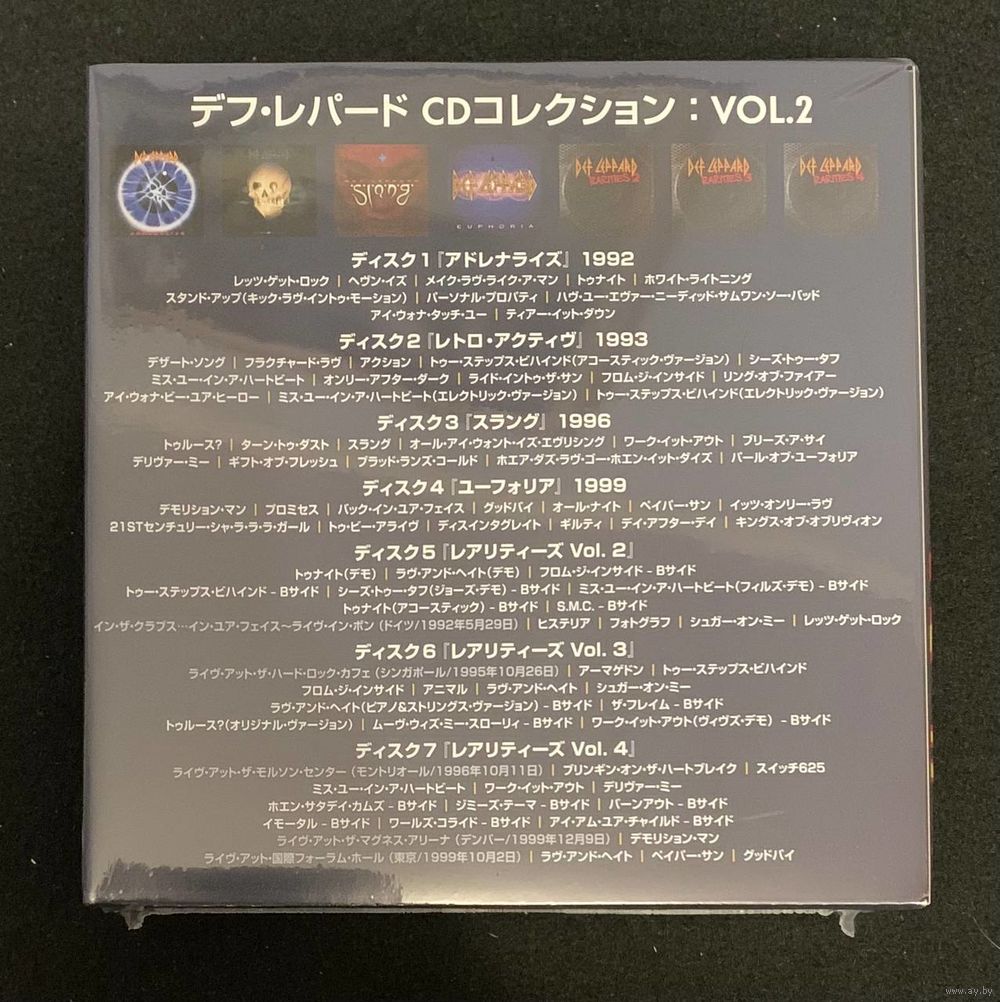 デフ・レパード CDコレクション：VOL.2
DEF LEPPARD
DEF LEPPARD
Slang
DEF LEPPARD
EUPHORIA
DEF LEPPARD
RARITIES 2
DEF LEPPARD
RARITIES 3
DEF LEPPARD
RARITIES 4
ディスク1『アドレナライズ』 1992
レッツ・ゲット・ロック | ヘヴン・イズ | メイク・ラヴ・ライク・ア・マン | トゥナイト | ホワイト・ライトニング
スタンド・アップ(キック・ラヴ・イントゥ・モーション) | パーソナル・プロパティ | ハヴ・ユー・エヴァー・ニーディッド・サムワン・ソー・バッド
アイ・ウォナ・タッチ・ユー | ティアー・イット・ダウン
ディスク2『レトロ・アクティヴ』 1993
デザート・ソング | フラクチャード・ラヴ | アクション | トゥー・ステップス・ビハインド(アコースティック・ヴァージョン) | シーズ・トゥー・タフ
ミス・ユー・イン・ア・ハートビート | オンリー・アフター・ダーク | ライド・イントゥ・ザ・サン | フロム・ジ・インサイド | リング・オブ・ファイアー
アイ・ウォナ・ビー・ユア・ヒーロー | ミス・ユー・イン・ア・ハートビート(エレクトリック・ヴァージョン) | トゥー・ステップス・ビハインド(エレクトリック・ヴァージョン)
ディスク3『スラング』 1996
トゥルース? | ターン・トゥ・ダスト | スラング | オール・アイ・ウォント・イズ・エヴリシング | ワーク・イット・アウト | ブリーズ・ア・サイ
デリヴァー・ミー | ギフト・オブ・フレッシュ | ブラッド・ランズ・コールド | ホエア・ダズ・ラヴ・ゴー・ホエン・イット・ダイズ | パール・オブ・ユーフォリア
ディスク4『ユーフォリア』 1999
デモリション・マン | プロミセス | バック・イン・ユア・フェイス | グッドバイ | オール・ナイト | ペイパー・サン | イッツ・オンリー・ラヴ
21STセンチュリー・シャ・ラ・ラ・ラ・ガール | トゥ・ビー・アライヴ | ディスインタグレイト | ギルティ | デイ・アフター・デイ | キングス・オブ・オブリヴィオン
ディスク5『レアリティーズ Vol. 2』
トゥナイト(デモ) | ラヴ・アンド・ヘイト(デモ) | フロム・ジ・インサイド - Bサイド
トゥー・ステップス・ビハインド - Bサイド | シーズ・トゥー・タフ(ジョーズ・デモ) - Bサイド | ミス・ユー・イン・ア・ハートビート(フィルズ・デモ) - Bサイド
トゥナイト(アコースティック) - Bサイド | S.M.C. - Bサイド
イン・ザ・クラブス…イン・ユア・フェイス～ライヴ・イン・ボン (ドイツ/1992年5月29日) | ヒステリア | フォトグラフ | シュガー・オン・ミー | レッツ・ゲット・ロック
ディスク6『レアリティーズ Vol. 3』
ライヴ・アット・ザ・ハード・ロック・カフェ (シンガポール/1995年10月26日) | アーマゲドン | トゥー・ステップス・ビハインド
フロム・ジ・インサイド | アニマル | ラヴ・アンド・ヘイト | シュガー・オン・ミー
ラヴ・アンド・ヘイト(ピアノ&ストリングス・ヴァージョン) - Bサイド | ザ・フレイム - Bサイド
トゥルース?(オリジナル・ヴァージョン) | ムーヴ・ウィズ・ミー・スローリィ - Bサイド | ワーク・イット・アウト(ヴィヴズ・デモ) - Bサイド
ディスク7『レアリティーズ Vol. 4』
ライヴ・アット・ザ・モルソン・センター (モントリオール/1996年10月11日) | ブリンギン・オン・ザ・ハートブレイク | スイッチ625
ミス・ユー・イン・ア・ハートビート | ワーク・イット・アウト | デリヴァー・ミー
ホエン・サタデイ・カムズ - Bサイド | ジミーズ・テーマ - Bサイド | バーンアウト - Bサイド
イモータル - Bサイド | ワールズ・コライド - Bサイド | アイ・アム・ユア・チャイルド - Bサイド
ライヴ・アット・ザ・マグネス・アリーナ (デンバー/1999年12月9日) | デモリション・マン
ライヴ・アット・国際フォーラム・ホール (東京/1999年10月2日) | ラヴ・アンド・ヘイト | ペイパー・サン | グッドバイ
www.ay.by